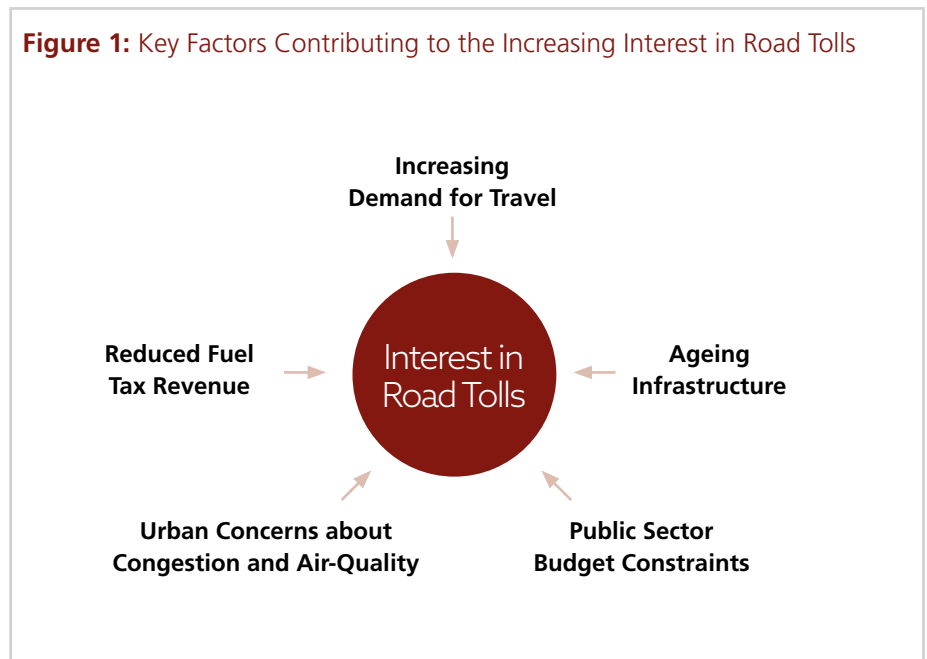 Figure 1: Key Factors Contributing to the Increasing Interest in Road Tolls
Increasing
Demand for Travel
Reduced Fuel
Tax Revenue
Interest in
Road Tolls
Ageing
Infrastructure
Urban Concerns about
Congestion and Air-Quality
Public Sector
Budget Constraints